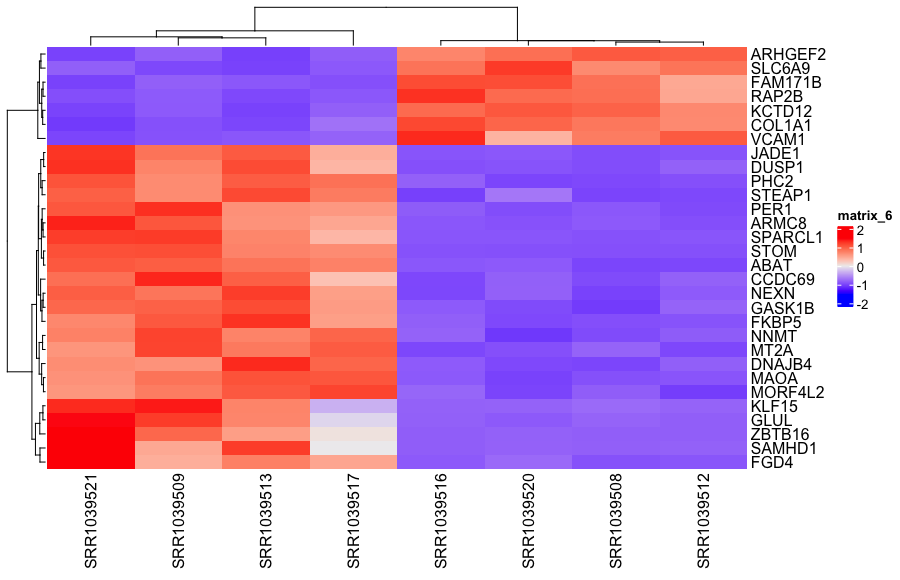 ARHGEF2
SLC6A9
FAM171B
RAP2B
KCTD12
COL1A1
VCAM1
JADE1
DUSP1
PHC2
STEAP1
PER1
ARMC8
SPARCL1
STOM
ABAT
CCDC69
NEXN
GASK1B
FKBP5
NNMT
MT2A
DNAJB4
MAOA
MORF4L2
KLF15
GLUL
ZBTB16
SAMHD1
FGD4
matrix_6
2
1
0
-1
-2
SRR1039521
SRR1039509
SRR1039513
SRR1039517
SRR1039516
SRR1039520
SRR1039508
SRR1039512